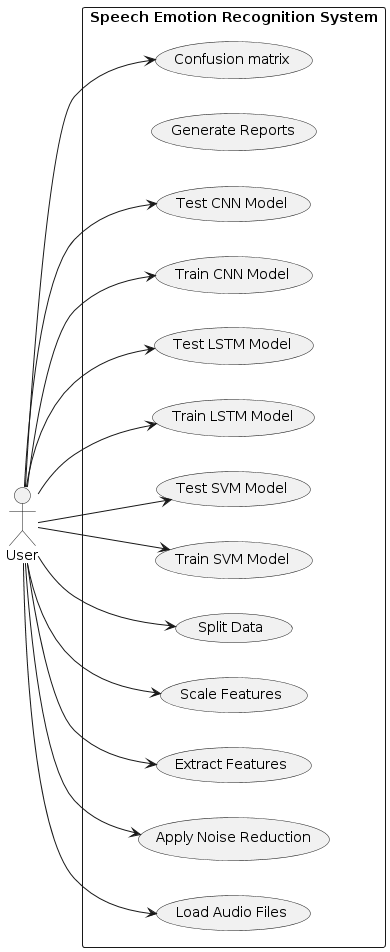 Speech Emotion Recognition System
Confusion matrix
Generate Reports
Test CNN Model
Train CNN Model
Test LSTM Model
Train LSTM Model
Test SVM Model
User
Train SVM Model
Split Data
Scale Features
Extract Features
Apply Noise Reduction
Load Audio Files